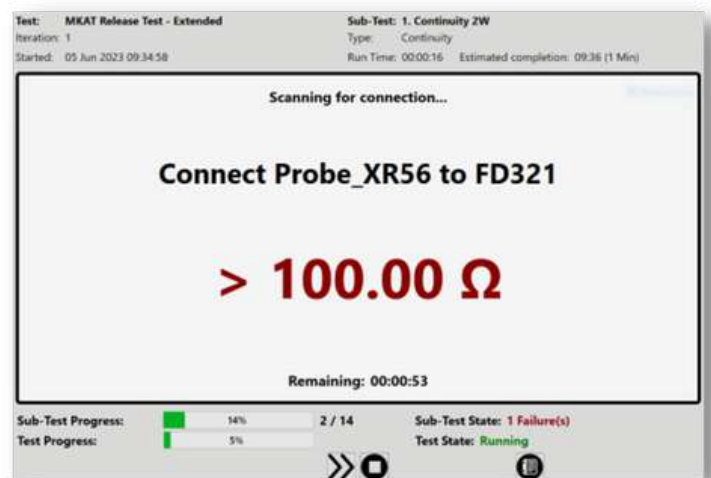 Test: MKAT Release Test - Extended Sub-Test: 1. Continuity 2W
Iteration: 1 Type: Continuity
Started: 05 Jun 2023 09:34:58 Run Time: 00:00:16 Estimated completion: 09:36 (1 Min)
Scanning for connection...
Connect Probe_XR56 to FD321
> 100.00 Ω
Remaining: 00:00:53
Sub-Test Progress: 14% 2 / 14 Sub-Test State: 1 Failure(s)
Test Progress: 5% Test State: Running